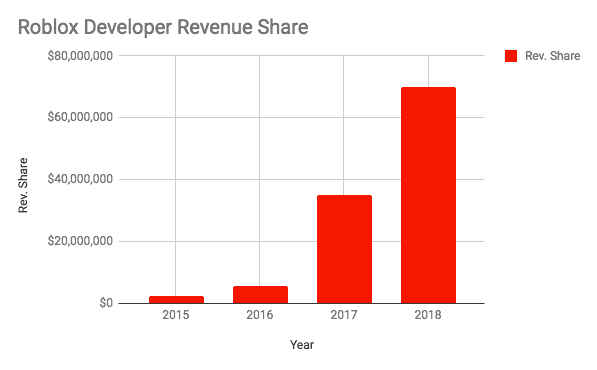 Roblox Developer Revenue Share
Rev. Share
$80,000,000
$60,000,000
$40,000,000
$20,000,000
$0
Rev. Share
2015 2016 2017 2018
Year